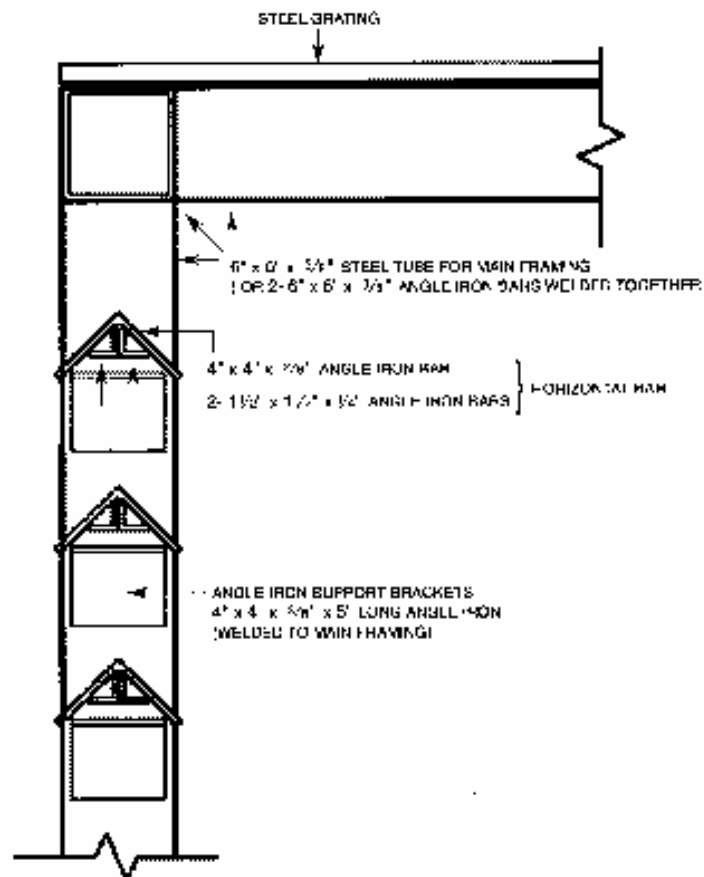 STEEL GRATING
6" x 6" x 3/8" STEEL TUBE FOR MAIN FRAMING
(OR 2- 6" x 6" x 3/8" ANGLE IRON BARS WELDED TOGETHER
4" x 4" x 3/8" ANGLE IRON BAR
2- 1 1/2" x 1 1/2" x 1/4" ANGLE IRON BARS
HORIZONTAL BAR
ANGLE IRON SUPPORT BRACKETS
4" x 4" x 3/8" x 5" LONG ANGLE IRON
(WELDED TO MAIN FRAMING)